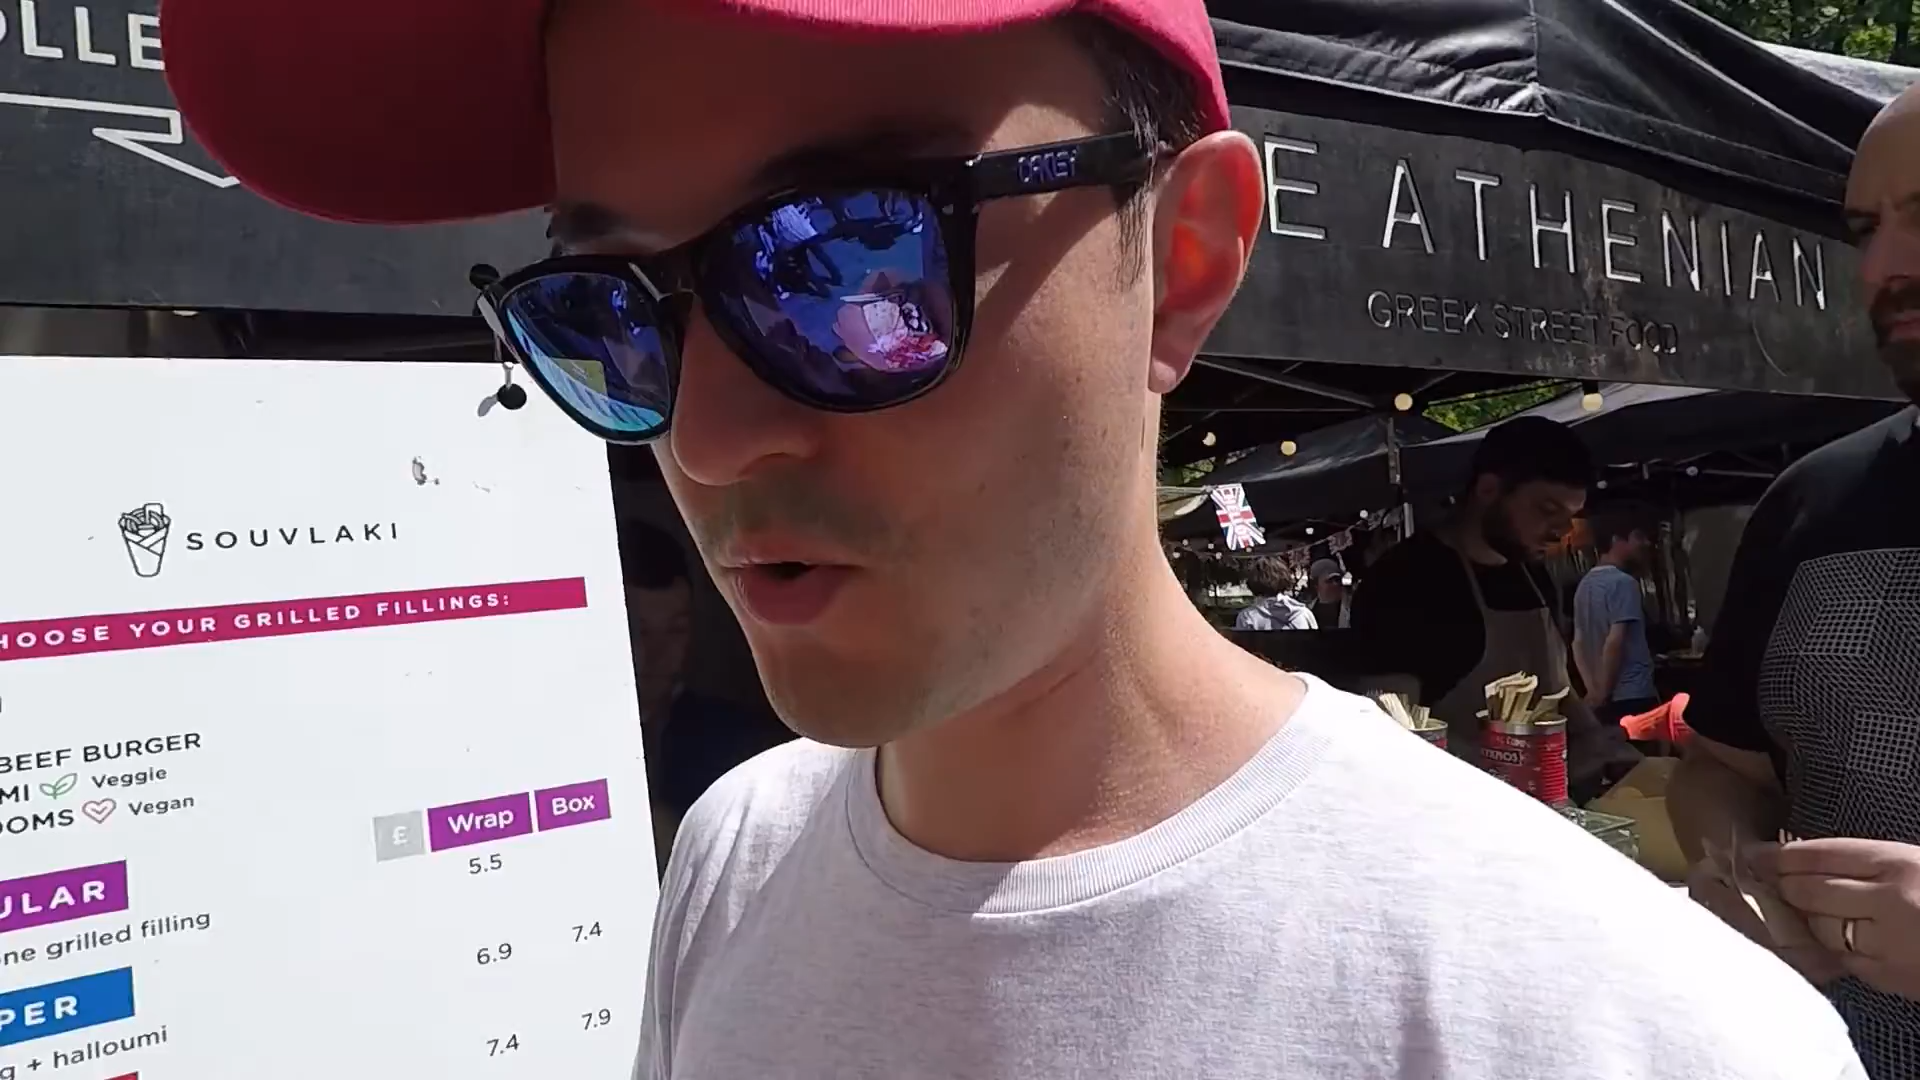 OLLE
OAKLEY
E ATHENIAN
GREEK STREET FOOD
SOUVLAKI
HOOSE YOUR GRILLED FILLINGS:
BEEF BURGER
MI Veggie
OOMS Vegan
£ Wrap Box
5.5
ULAR
ne grilled filling
6.9 7.4
PER
g + halloumi
7.4 7.9